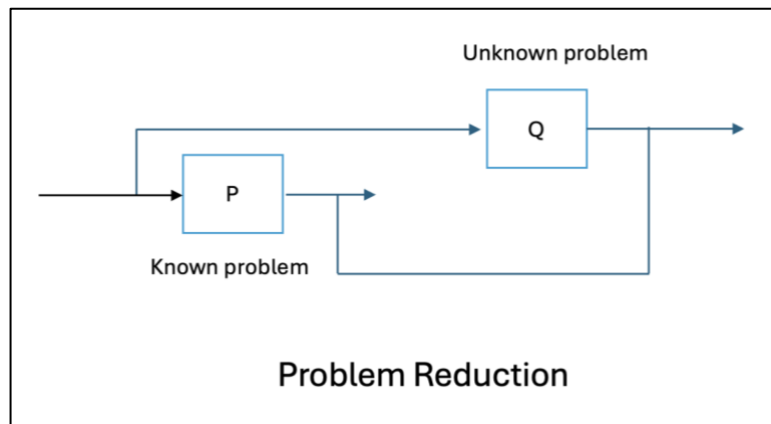 Unknown problem
Q
P
Known problem
Problem Reduction